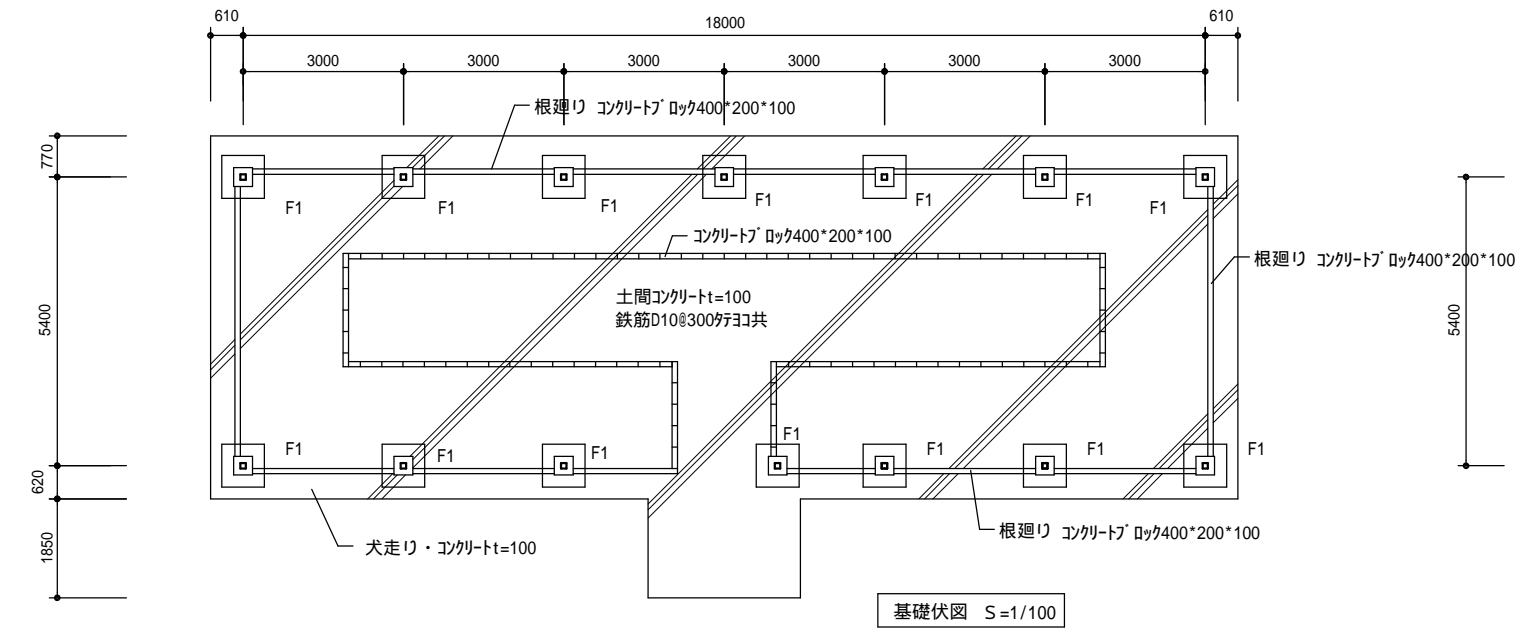 610
18000
610
3000
3000
3000
3000
3000
3000
根廻り コンクリートブロック400*200*100
770
F1
F1
F1
F1
F1
F1
F1
コンクリートブロック400*200*100
根廻り コンクリートブロック400*200*100
土間コンクリートt=100
鉄筋D10@300タテヨコ共
5400
5400
F1
F1
F1
F1
F1
F1
F1
620
1850
犬走り・コンクリートt=100
根廻り コンクリートブロック400*200*100
基礎伏図 S=1/100